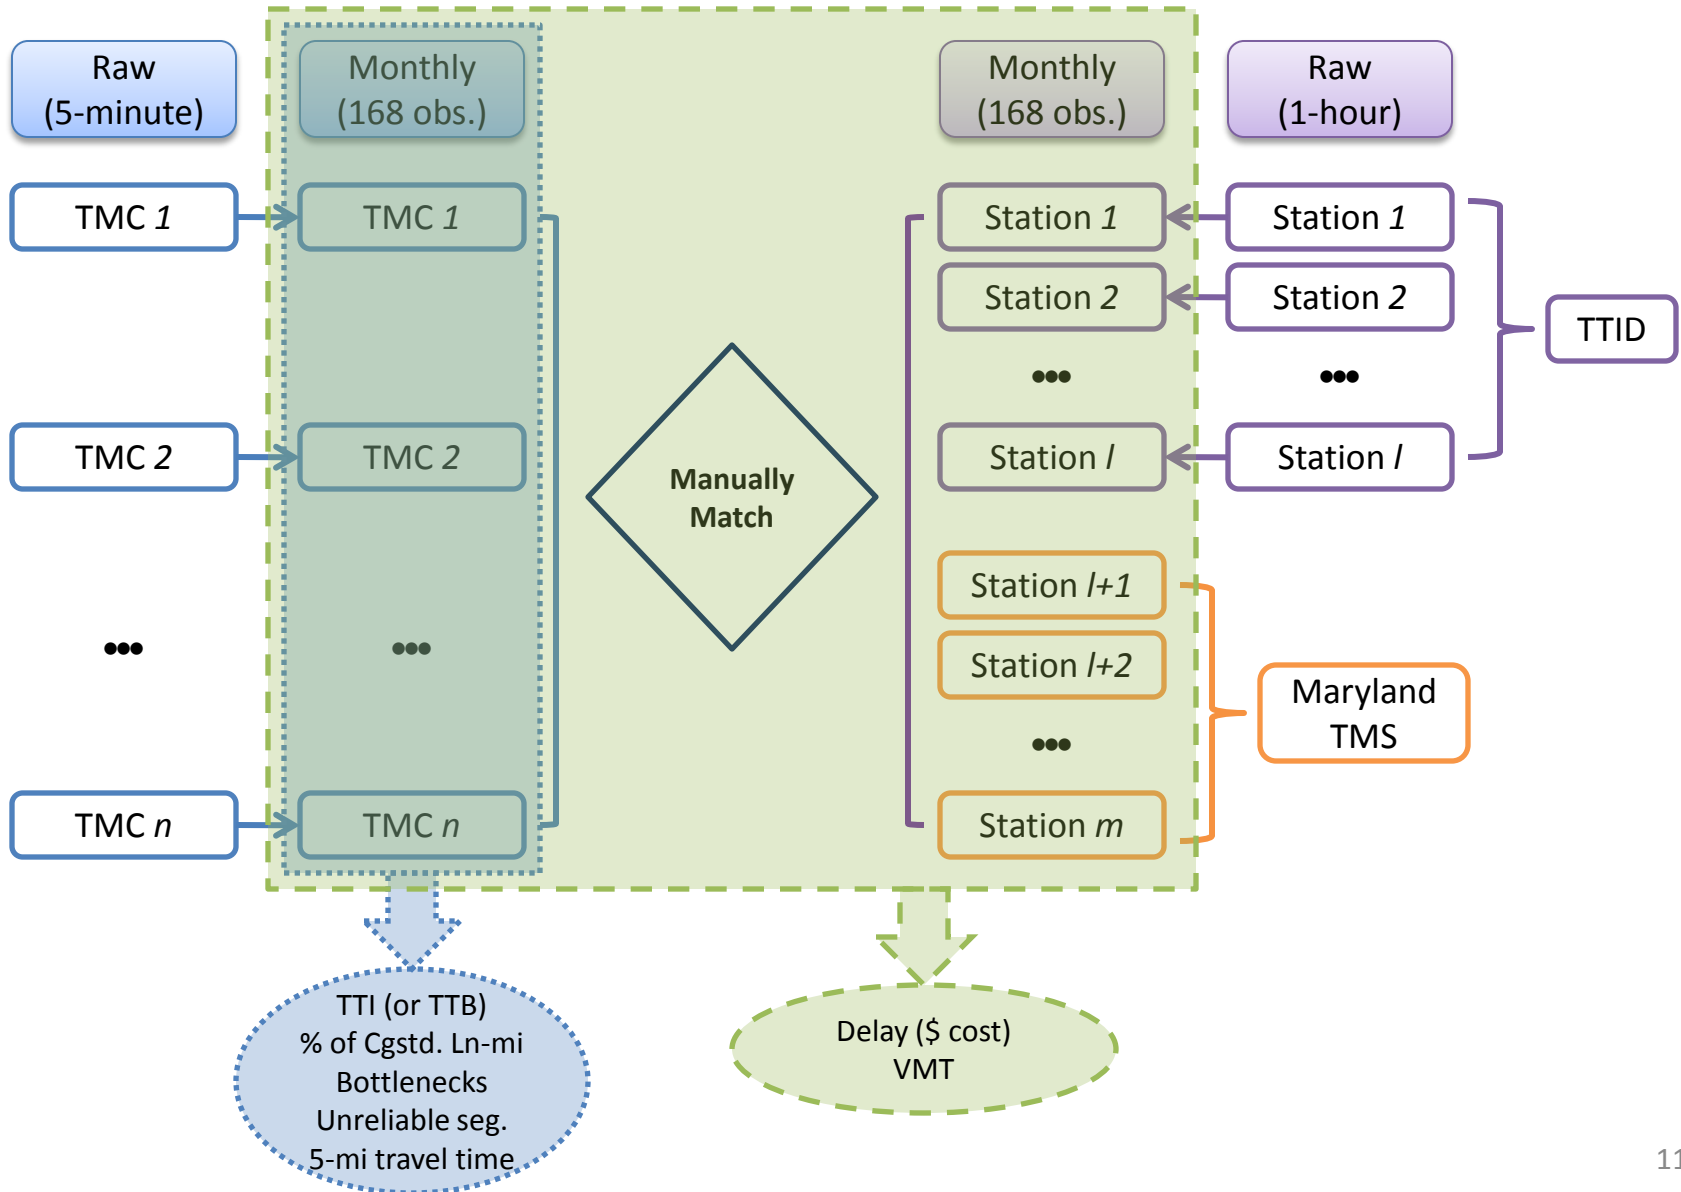 Raw
(5-minute)
Monthly
(168 obs.)
Monthly
(168 obs.)
Raw
(1-hour)
TMC 1
TMC 1
Station 1
Station 1
Station 2
Station 2
TTID
•••
•••
TMC 2
TMC 2
Station l
Station l
Manually
Match
Station l+1
•••
•••
Station l+2
Maryland
TMS
•••
TMC n
TMC n
Station m
TTI (or TTB)
% of Cgstd. Ln-mi
Bottlenecks
Unreliable seg.
5-mi travel time
Delay ($ cost)
VMT
11